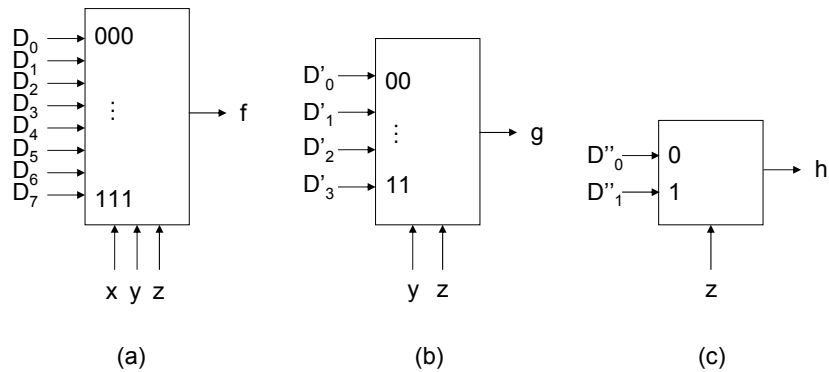 D0
D1
D2
D3
D4
D5
D6
D7
000
⋮
111
f
x y z
(a)
D'0
D'1
D'2
D'3
00
⋮
11
g
y z
(b)
D''0
D''1
0
1
h
z
(c)